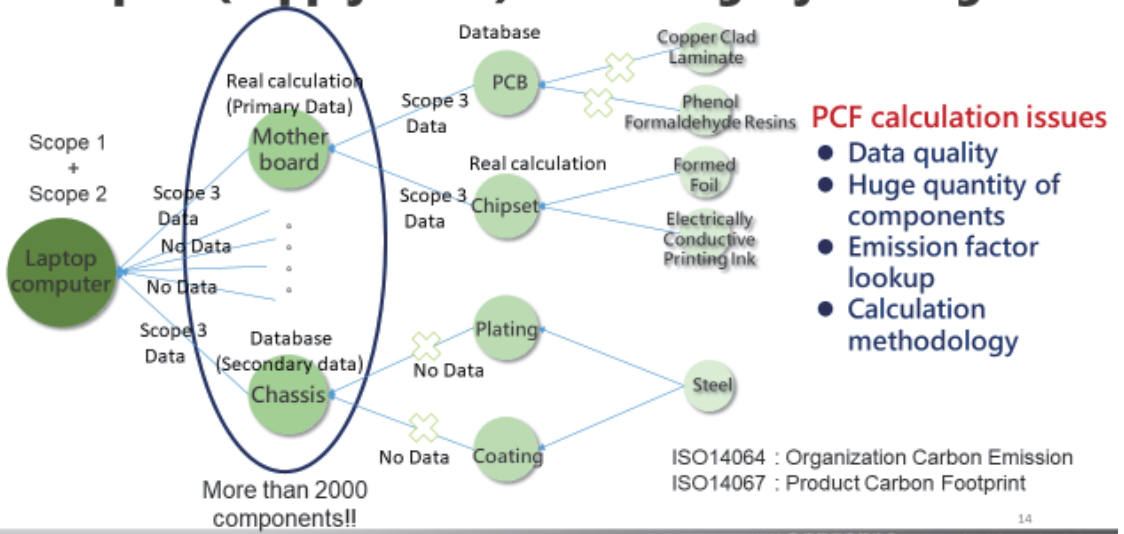 Database
Copper Clad
Laminate
PCB
Real calculation
(Primary Data)
Scope 3
Data
Phenol
Formaldehyde Resins
PCF calculation issues
Mother
board
Scope 1
+
Scope 2
Real calculation
Formed
Foil
● Data quality
● Huge quantity of
components
● Emission factor
lookup
● Calculation
methodology
Scope 3
Data
Scope 3
Data
Chipset
Electrically
Conductive
Printing Ink
No Data
Laptop
computer
No Data
Scope 3
Data
Database
(Secondary data)
Plating
No Data
Chassis
Steel
No Data
Coating
ISO14064 : Organization Carbon Emission
ISO14067 : Product Carbon Footprint
More than 2000
components!!
14